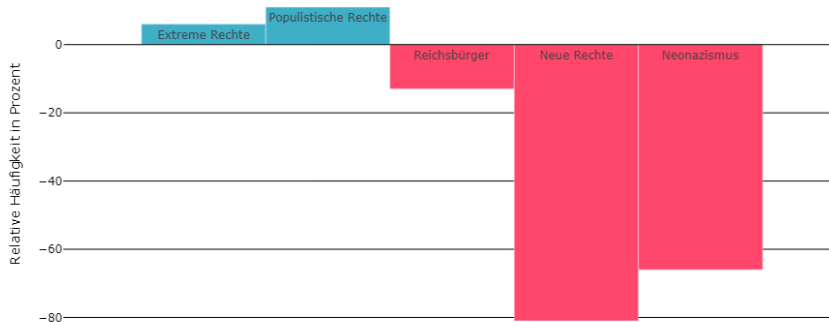 Populistische Rechte
Extreme Rechte
Reichsbürger
Neue Rechte
Neonazismus
0
−20
−40
−60
−80
Relative Häufigkeit in Prozent